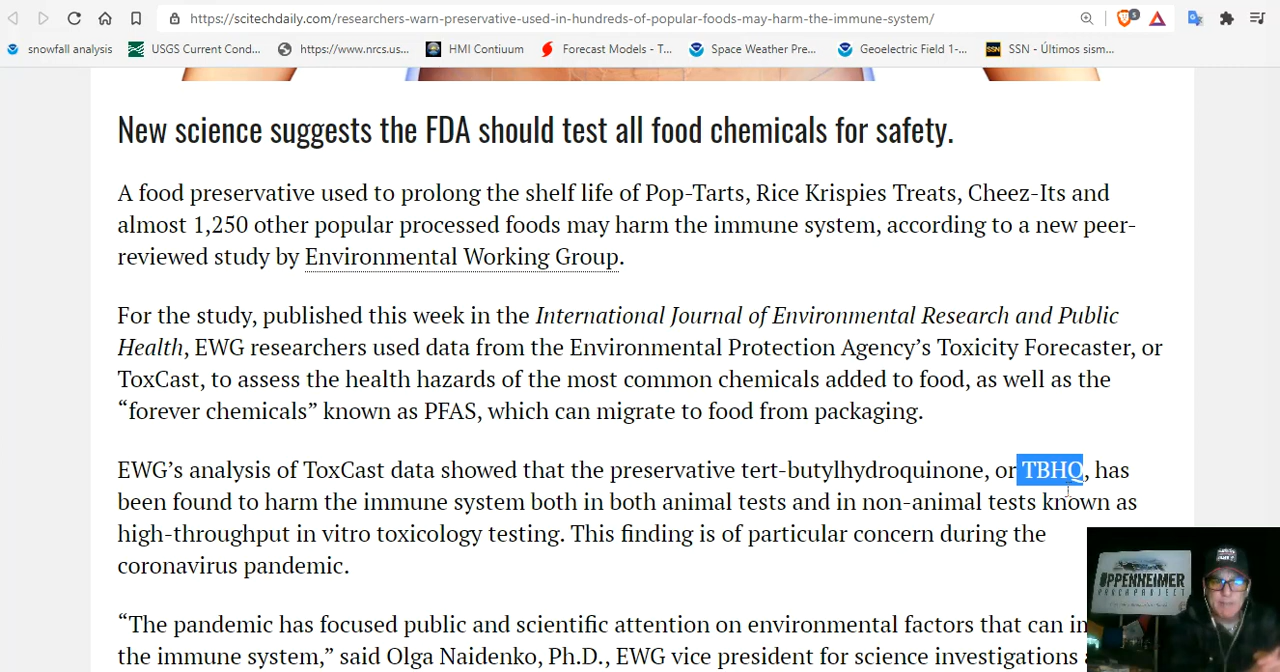 https://scitechdaily.com/researchers-warn-preservative-used-in-hundreds-of-popular-foods-may-harm-the-immune-system/
5
snowfall analysis
USGS Current Cond...
https://www.nrcs.us...
HMI Contiuum
Forecast Models - T...
Space Weather Pre...
Geoelectric Field 1-...
SSN
SSN - Últimos sism...
New science suggests the FDA should test all food chemicals for safety.
A food preservative used to prolong the shelf life of Pop-Tarts, Rice Krispies Treats, Cheez-Its and
almost 1,250 other popular processed foods may harm the immune system, according to a new peer-
reviewed study by Environmental Working Group.
For the study, published this week in the International Journal of Environmental Research and Public
Health, EWG researchers used data from the Environmental Protection Agency’s Toxicity Forecaster, or
ToxCast, to assess the health hazards of the most common chemicals added to food, as well as the
“forever chemicals” known as PFAS, which can migrate to food from packaging.
EWG’s analysis of ToxCast data showed that the preservative tert-butylhydroquinone, or TBHQ, has
been found to harm the immune system both in both animal tests and in non-animal tests known as
high-throughput in vitro toxicology testing. This finding is of particular concern during the
coronavirus pandemic.
“The pandemic has focused public and scientific attention on environmental factors that can
the immune system,” said Olga Naidenko, Ph.D., EWG vice president for science investigations
OPPENHEIMER
RANCH PROJECT